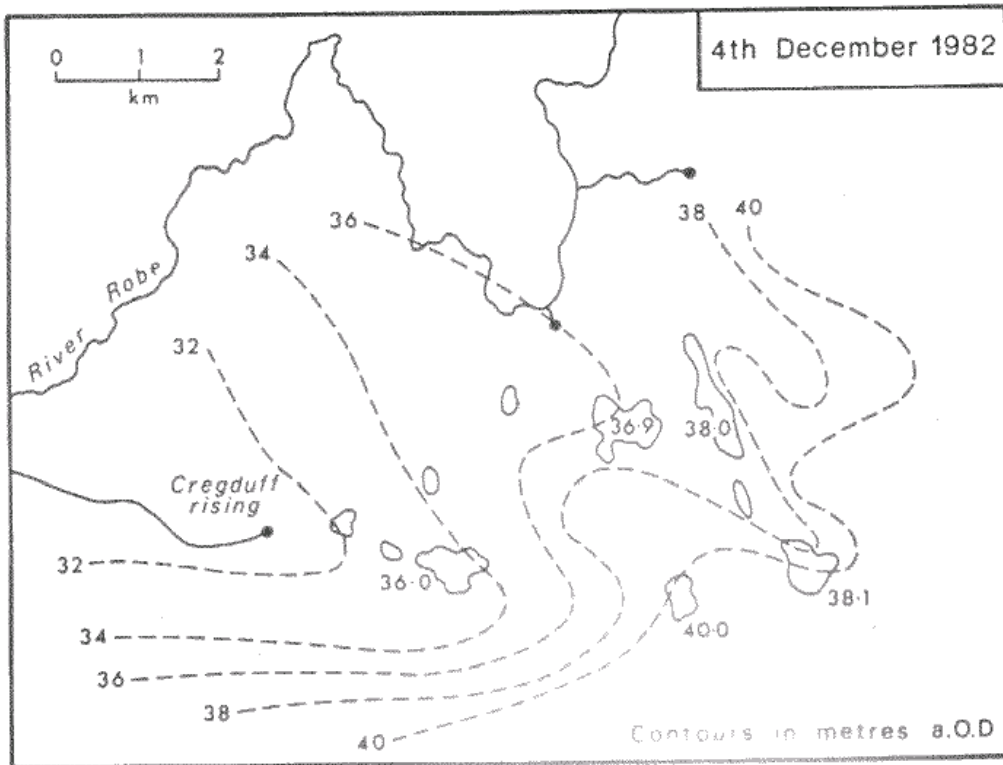 4th December 1982
0 1 2
km
36
38
40
34
River Robe
32
36·9
38·0
Cregduff
rising
32
36·0
38·1
40·0
34
36
38
40
Contours in metres a.O.D